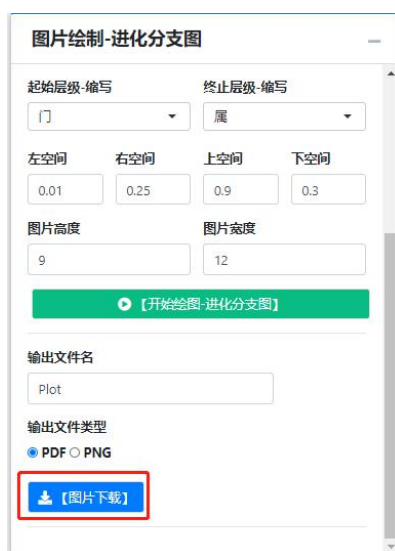 图片绘制-进化分支图
起始层级-缩写 终止层级-缩写
门 属
左空间 右空间 上空间 下空间
0.01 0.25 0.9 0.3
图片高度 图片宽度
9 12
【开始绘图-进化分支图】
输出文件名
Plot
输出文件类型
PDF PNG
【图片下载】